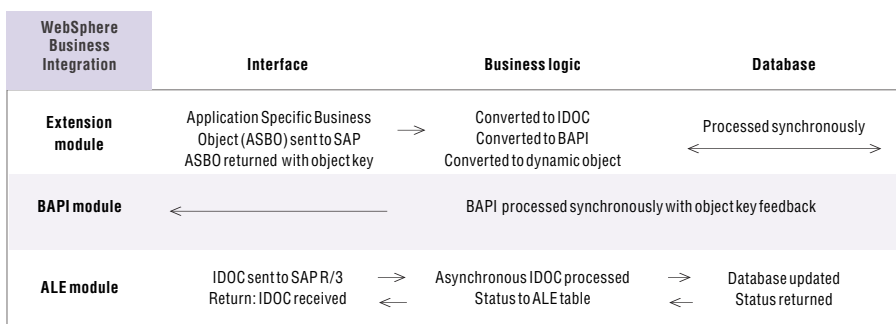 WebSphere
Business
Integration
Interface
Business logic
Database
Extension
module
Application Specific Business
Object (ASBO) sent to SAP
ASBO returned with object key
Converted to IDOC
Converted to BAPI
Converted to dynamic object
Processed synchronously
BAPI module
BAPI processed synchronously with object key feedback
ALE module
IDOC sent to SAP R/3
Return: IDOC received
Asynchronous IDOC processed
Status to ALE table
Database updated
Status returned